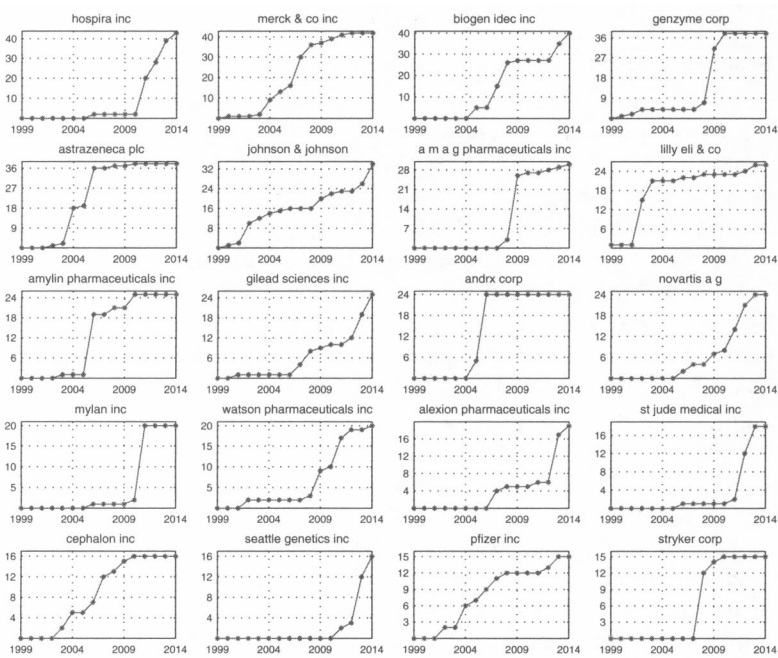 hospira inc
merck & co inc
biogen idec inc
genzyme corp
40
30
20
10
1999 2004 2009 2014
40
30
20
10
1999 2004 2009 2014
40
30
20
10
1999 2004 2009 2014
36
27
18
9
1999 2004 2009 2014
astrazeneca plc
johnson & johnson
a m a g pharmaceuticals inc
lilly eli & co
36
27
18
9
1999 2004 2009 2014
32
24
16
8
1999 2004 2009 2014
28
21
14
7
1999 2004 2009 2014
24
18
12
6
1999 2004 2009 2014
amylin pharmaceuticals inc
gilead sciences inc
andrx corp
novartis a g
24
18
12
6
1999 2004 2009 2014
24
18
12
6
1999 2004 2009 2014
24
18
12
6
1999 2004 2009 2014
24
18
12
6
1999 2004 2009 2014
mylan inc
watson pharmaceuticals inc
alexion pharmaceuticals inc
st jude medical inc
20
15
10
5
1999 2004 2009 2014
20
15
10
5
1999 2004 2009 2014
16
12
8
4
1999 2004 2009 2014
16
12
8
4
1999 2004 2009 2014
cephalon inc
seattle genetics inc
pfizer inc
stryker corp
16
12
8
4
1999 2004 2009 2014
16
12
8
4
1999 2004 2009 2014
15
12
9
6
3
1999 2004 2009 2014
15
12
9
6
3
1999 2004 2009 2014